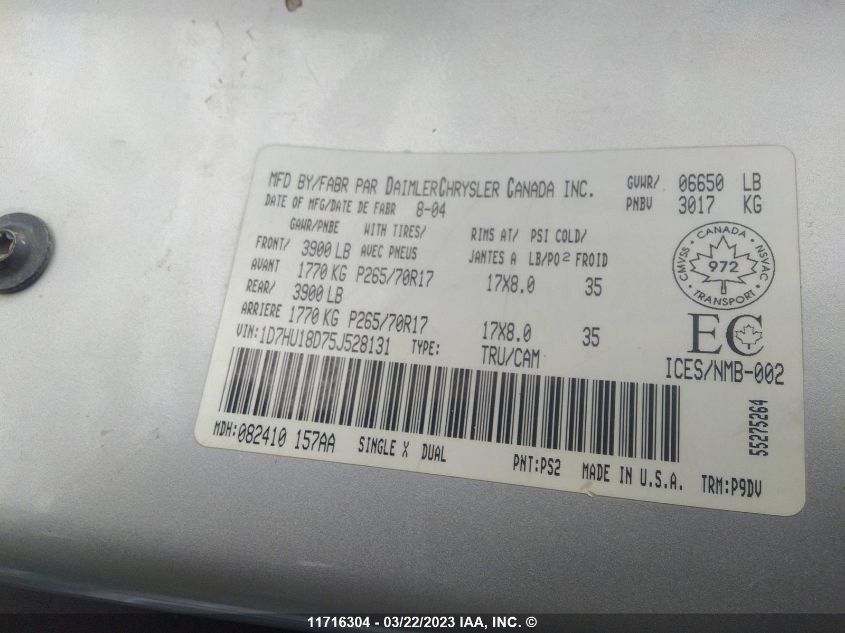 MFD BY/FABR PAR DAIMLERCHRYSLER CANADA INC. GVWR/ 06650 LB
DATE OF MFG/DATE DE FABR 8-04 PNBV 3017 KG
GAWR/PNBE WITH TIRES/ RIMS AT/ PSI COLD/
FRONT/ 3900 LB AVEC PNEUS JANTES A LB/PO2 FROID
AVANT 1770 KG P265/70R17 17X8.0 35
REAR/ 3900 LB
ARRIERE 1770 KG P265/70R17 17X8.0 35
VIN:1D7HU18D75J528131 TYPE: TRU/CAM
CMVSS · CANADA · NSVAC
972
TRANSPORT
EC
ICES/NMB-002
55275264
MDH:082410 157AA SINGLE X DUAL PNT:PS2 MADE IN U.S.A. TRM:P9DV
11716304 - 03/22/2023 IAA, INC. ©